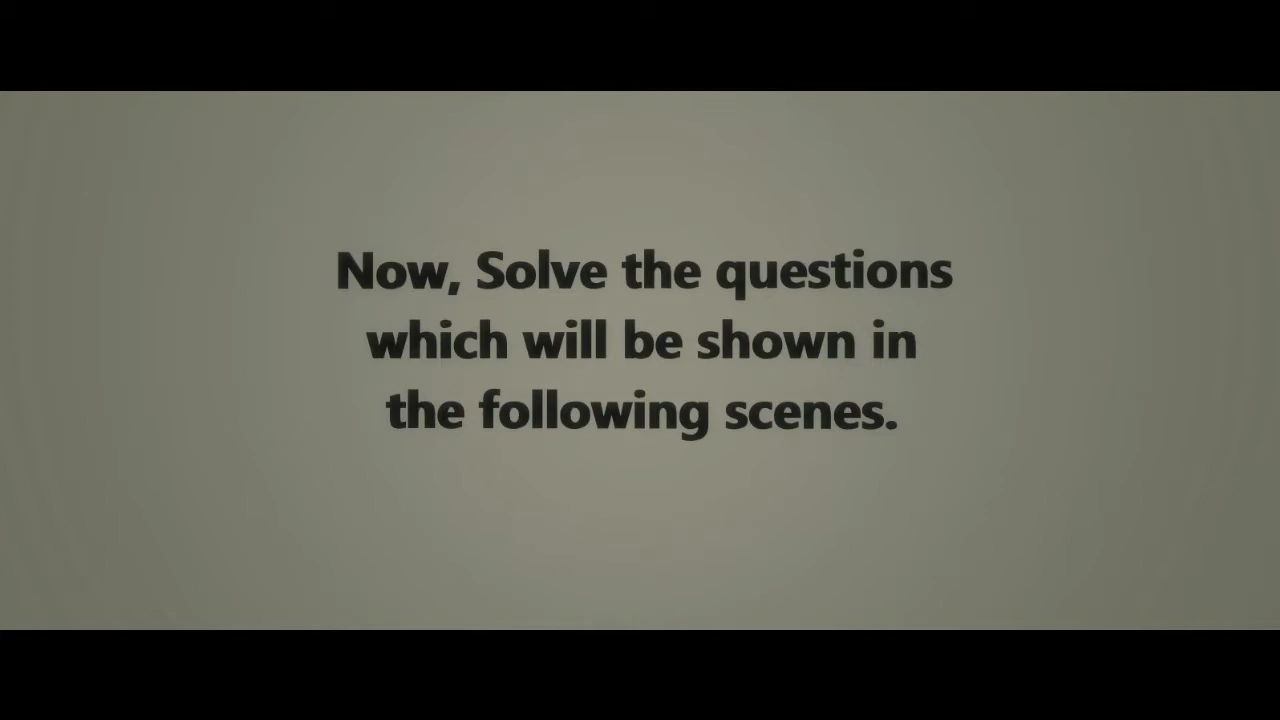 Now, Solve the questions
which will be shown in
the following scenes.